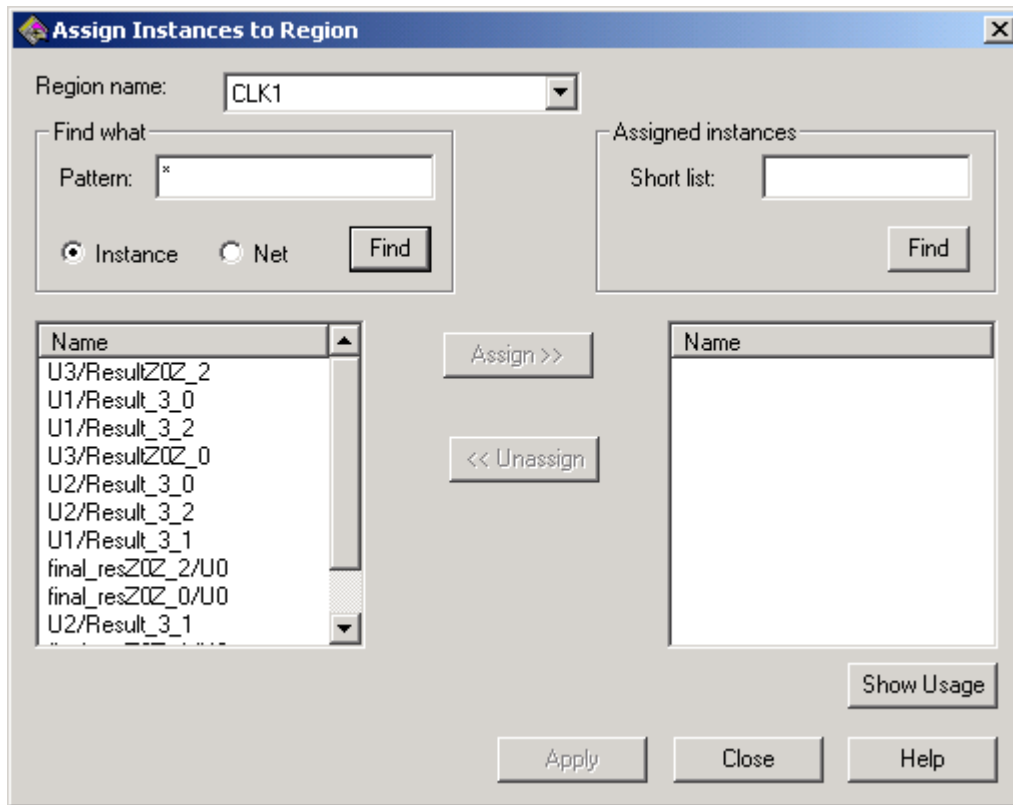 Assign Instances to Region
Region name: CLK1
Find what
Pattern: *
Instance Net Find
Assigned instances
Short list:
Find
Name
U3/ResultZ0Z_2
U1/Result_3_0
U1/Result_3_2
U3/ResultZ0Z_0
U2/Result_3_0
U2/Result_3_2
U1/Result_3_1
final_resZ0Z_2/U0
final_resZ0Z_0/U0
U2/Result_3_1
Assign >>
<< Unassign
Name
Show Usage
Apply Close Help